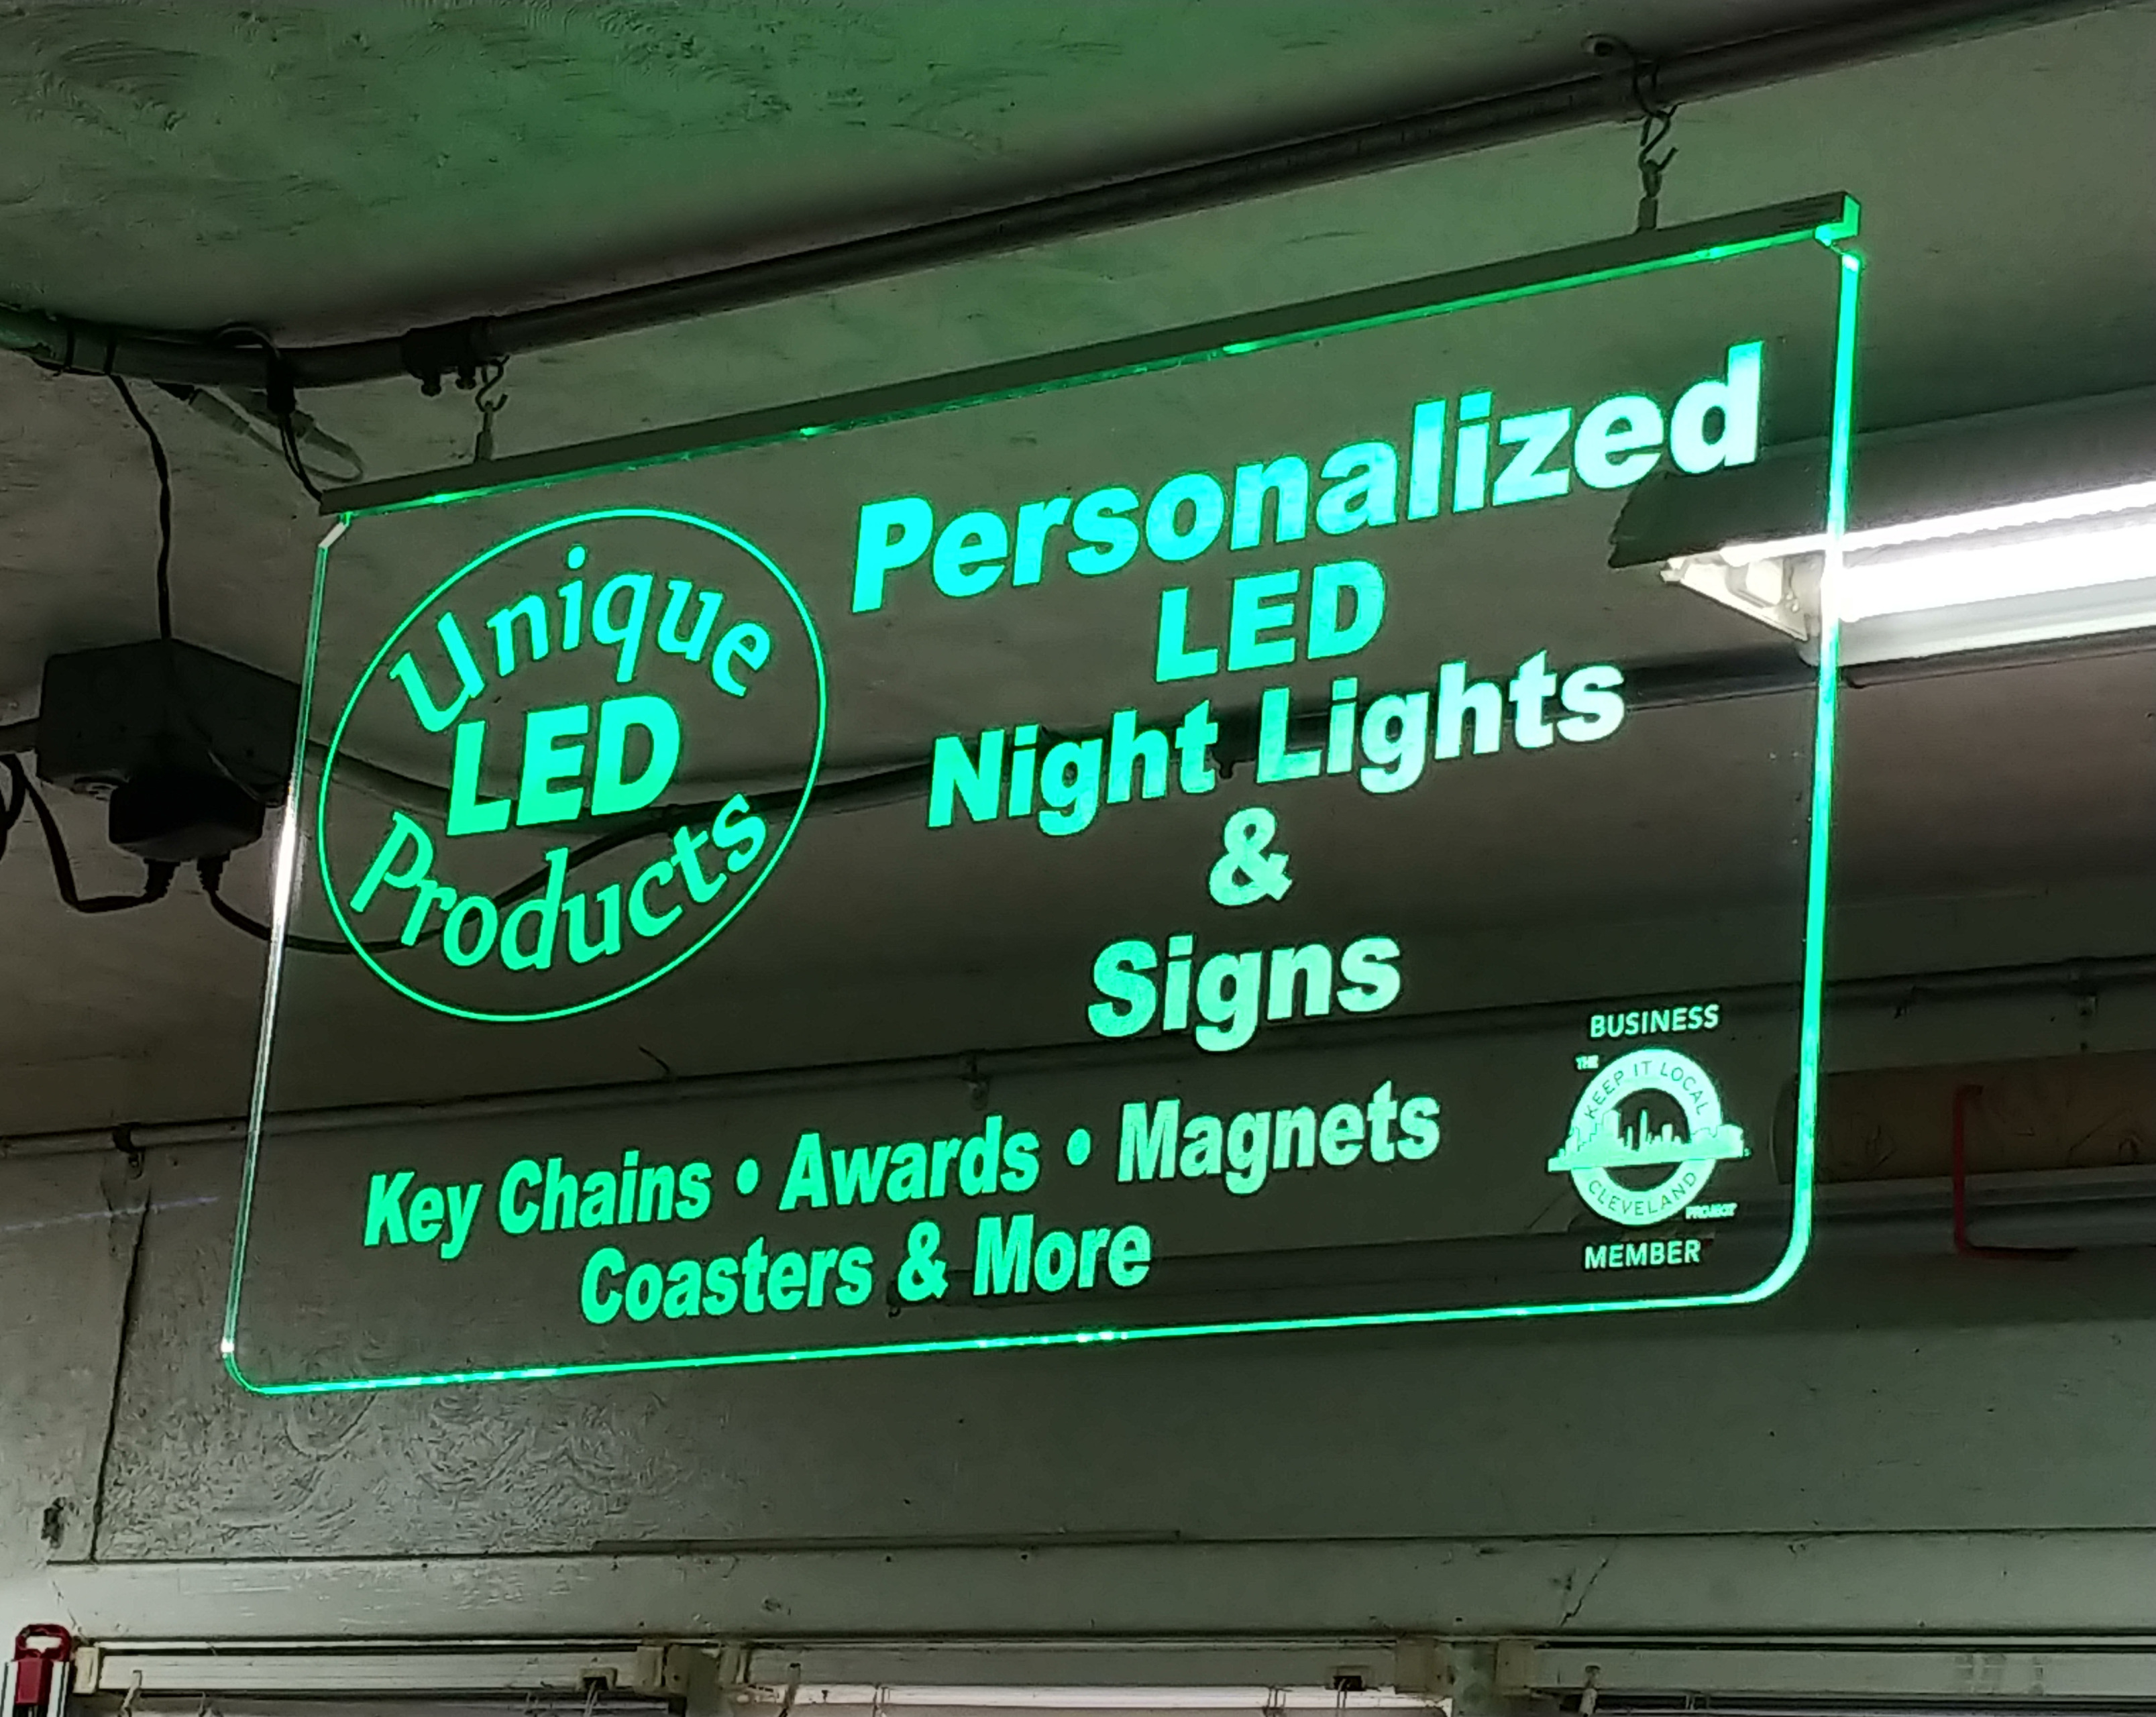 Unique
LED
Products
Personalized
LED
Night Lights
&
Signs
Key Chains • Awards • Magnets
Coasters & More
BUSINESS
THE
KEEP IT LOCAL
CLEVELAND
PROJECT
MEMBER